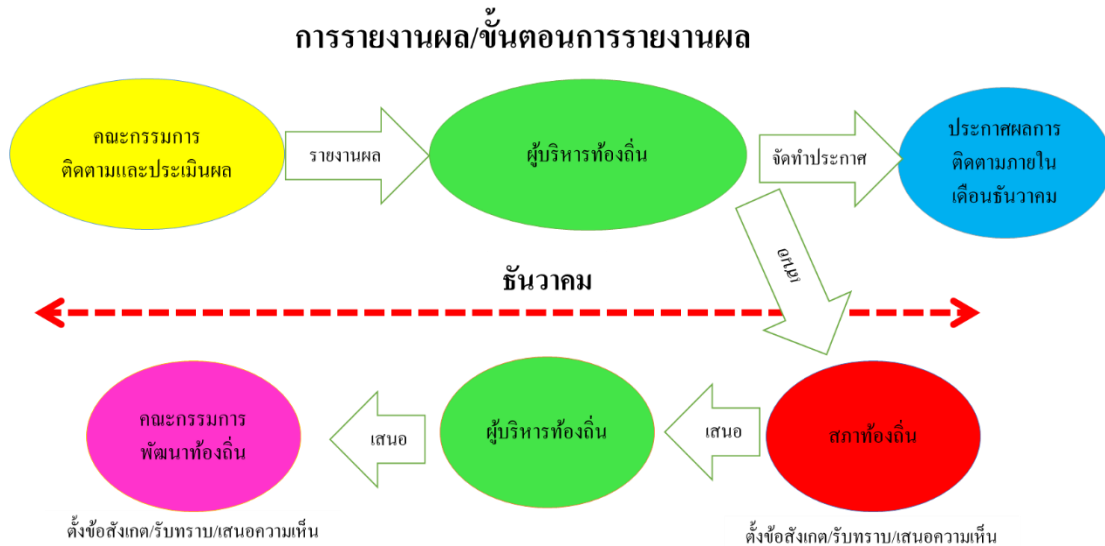 การรายงานผล/ขั้นตอนการรายงานผล
คณะกรรมการ
ติดตามและประเมินผล
รายงานผล
ผู้บริหารท้องถิ่น
จัดทำประกาศ
ประกาศผลการ
ติดตามภายใน
เดือนธันวาคม
เสนอ
ธันวาคม
คณะกรรมการ
พัฒนาท้องถิ่น
เสนอ
ผู้บริหารท้องถิ่น
เสนอ
สภาท้องถิ่น
ตั้งข้อสังเกต/รับทราบ/เสนอความเห็น
ตั้งข้อสังเกต/รับทราบ/เสนอความเห็น